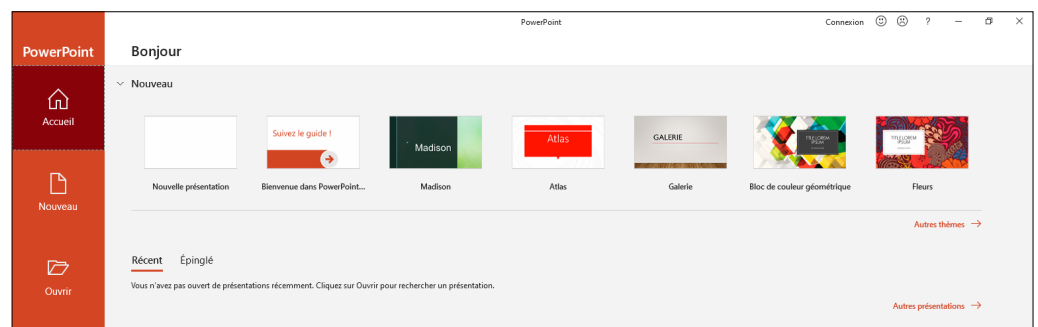 PowerPoint
Connexion
?
PowerPoint
Bonjour
Nouveau
Accueil
Suivez le guide !
Madison
Atlas
GALERIE
TITLE LOREM
IPSUM
TITLE LOREM
IPSUM
Nouvelle présentation
Bienvenue dans PowerPoint...
Madison
Atlas
Galerie
Bloc de couleur géométrique
Fleurs
Nouveau
Autres thèmes
Récent
Épinglé
Vous n'avez pas ouvert de présentations récemment. Cliquez sur Ouvrir pour rechercher un présentation.
Ouvrir
Autres présentations